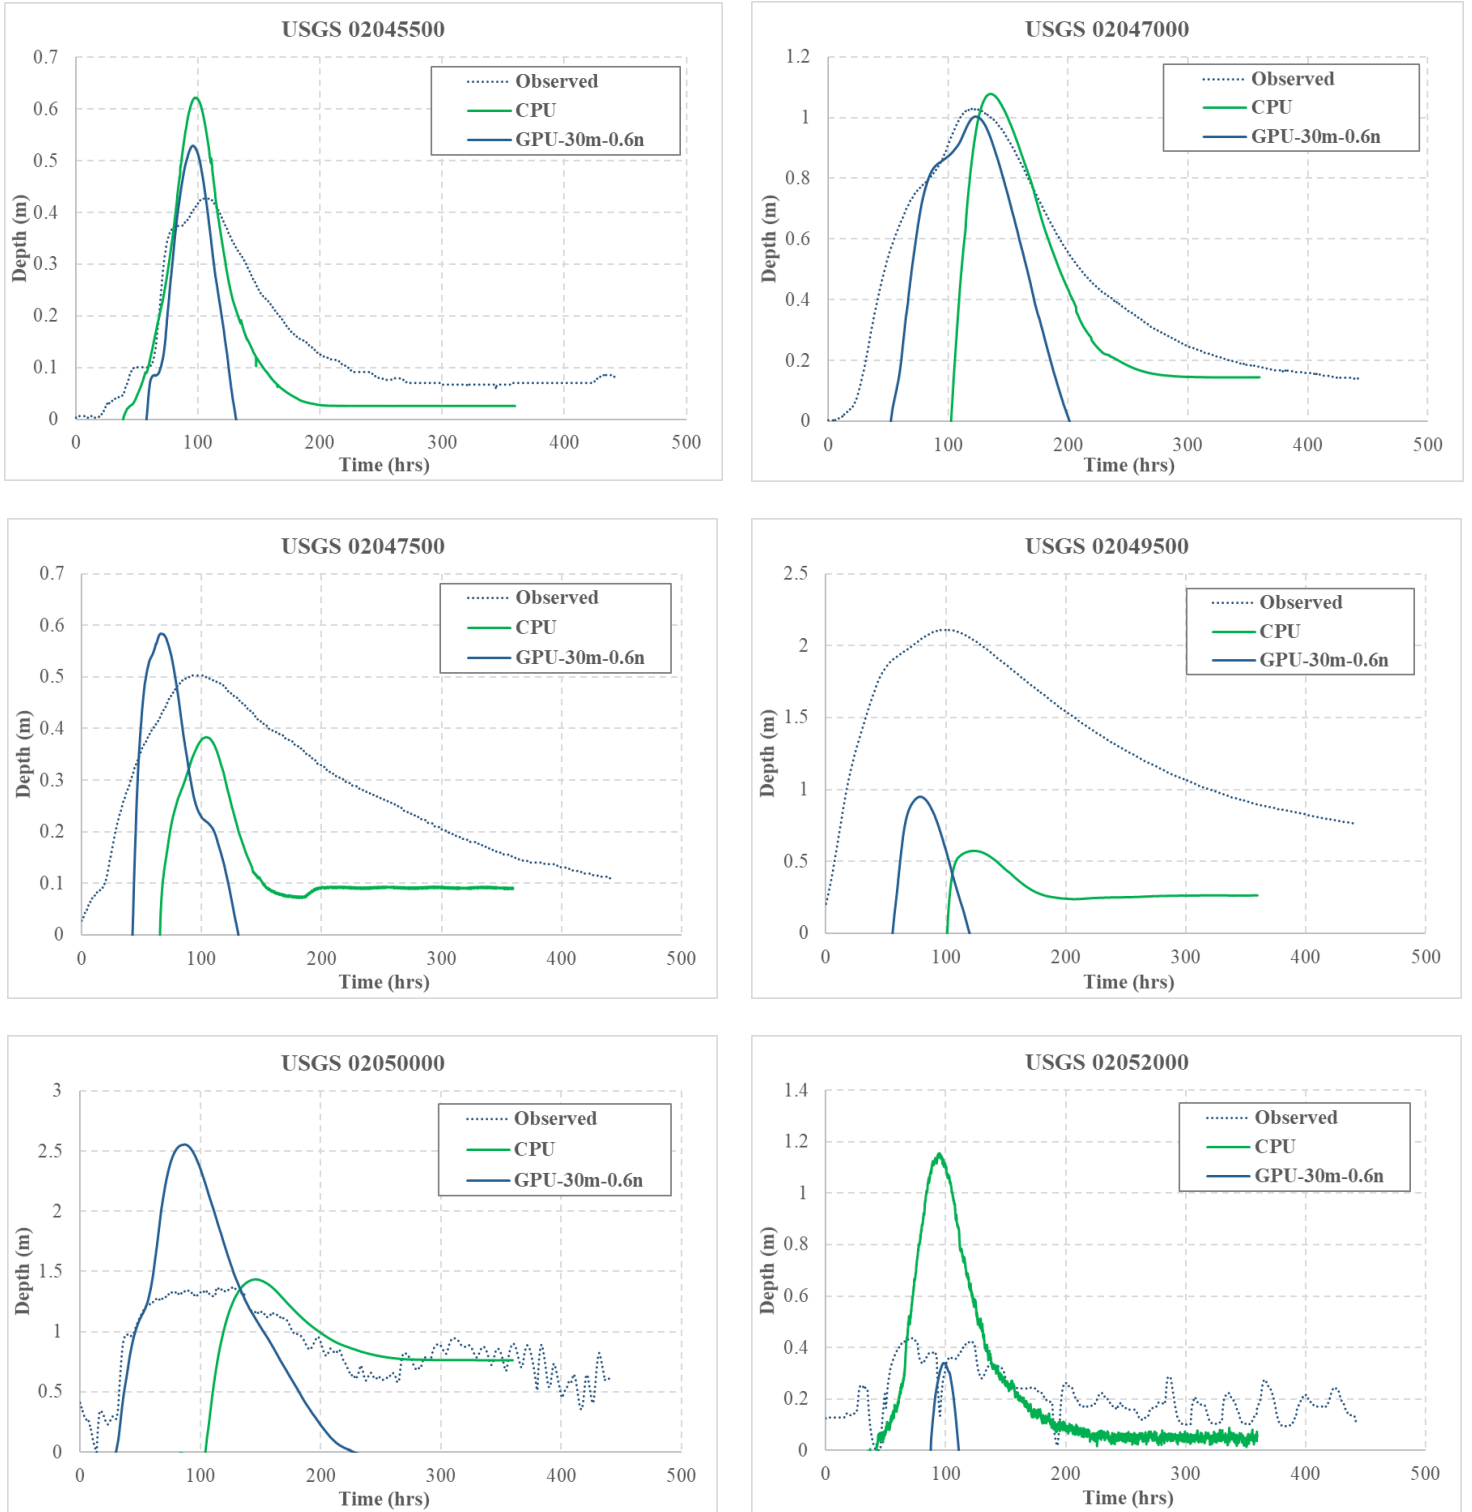 USGS 02045500
0.7
0.6
0.5
0.4
0.3
0.2
0.1
0
Depth (m)
Observed
CPU
GPU-30m-0.6n
0 100 200 300 400 500
Time (hrs)
USGS 02047000
1.2
1
0.8
0.6
0.4
0.2
0
Depth (m)
Observed
CPU
GPU-30m-0.6n
0 100 200 300 400 500
Time (hrs)
USGS 02047500
0.7
0.6
0.5
0.4
0.3
0.2
0.1
0
Depth (m)
Observed
CPU
GPU-30m-0.6n
0 100 200 300 400 500
Time (hrs)
USGS 02049500
2.5
2
1.5
1
0.5
0
Depth (m)
Observed
CPU
GPU-30m-0.6n
0 100 200 300 400 500
Time (hrs)
USGS 02050000
3
2.5
2
1.5
1
0.5
0
Depth (m)
Observed
CPU
GPU-30m-0.6n
0 100 200 300 400 500
Time (hrs)
USGS 02052000
1.4
1.2
1
0.8
0.6
0.4
0.2
0
Depth (m)
Observed
CPU
GPU-30m-0.6n
0 100 200 300 400 500
Time (hrs)